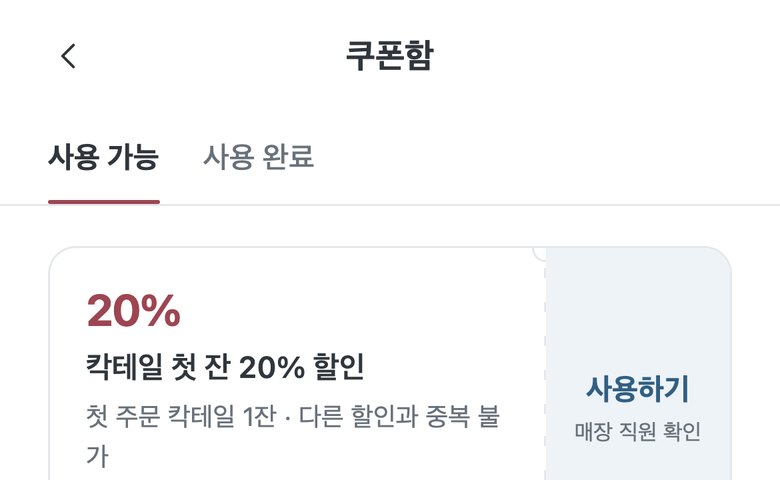 쿠폰함
사용 가능
사용 완료
20%
칵테일 첫 잔 20% 할인
첫 주문 칵테일 1잔 · 다른 할인과 중복 불
가
사용하기
매장 직원 확인